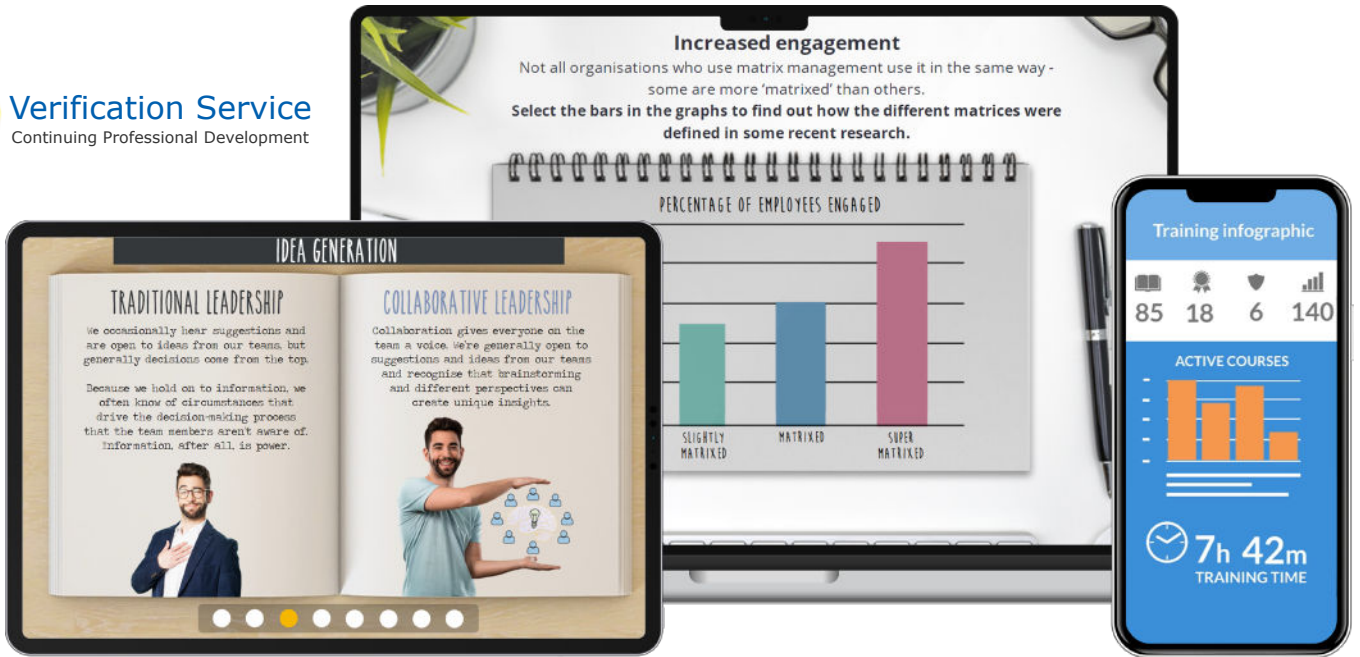 Verification Service
Continuing Professional Development
Increased engagement
Not all organisations who use matrix management use it in the same way -
some are more 'matrixed' than others.
Select the bars in the graphs to find out how the different matrices were
defined in some recent research.
PERCENTAGE OF EMPLOYEES ENGAGED
SLIGHTLY
MATRIXED
MATRIXED
SUPER
MATRIXED
IDEA GENERATION
TRADITIONAL LEADERSHIP
We occasionally hear suggestions and
are open to ideas from our teams, but
generally decisions come from the top.
Because we hold on to information, we
often know of circumstances that
drive the decision-making process
that the team members aren't aware of.
Information, after all, is power.
COLLABORATIVE LEADERSHIP
Collaboration gives everyone on the
team a voice. We're generally open to
suggestions and ideas from our teams
and recognise that brainstorming
and different perspectives can
create unique insights.
Training infographic
85 18 6 140
ACTIVE COURSES
7h 42m
TRAINING TIME